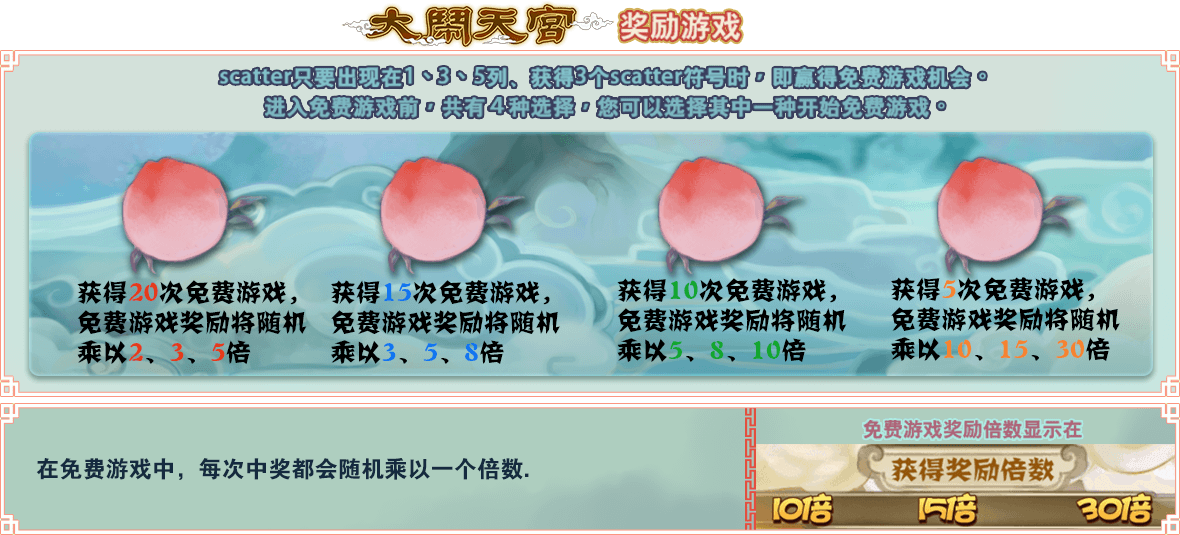 大鬧天宮 奖励游戏
scatter只要出现在1、3、5列、获得3个scatter符号时，即赢得免费游戏机会。
进入免费游戏前，共有4种选择，您可以选择其中一种开始免费游戏。
获得20次免费游戏，
免费游戏奖励将随机
乘以2、3、5倍
获得15次免费游戏，
免费游戏奖励将随机
乘以3、5、8倍
获得10次免费游戏，
免费游戏奖励将随机
乘以5、8、10倍
获得5次免费游戏，
免费游戏奖励将随机
乘以10、15、30倍
在免费游戏中，每次中奖都会随机乘以一个倍数.
免费游戏奖励倍数显示在
获得奖励倍数
10倍 15倍 30倍